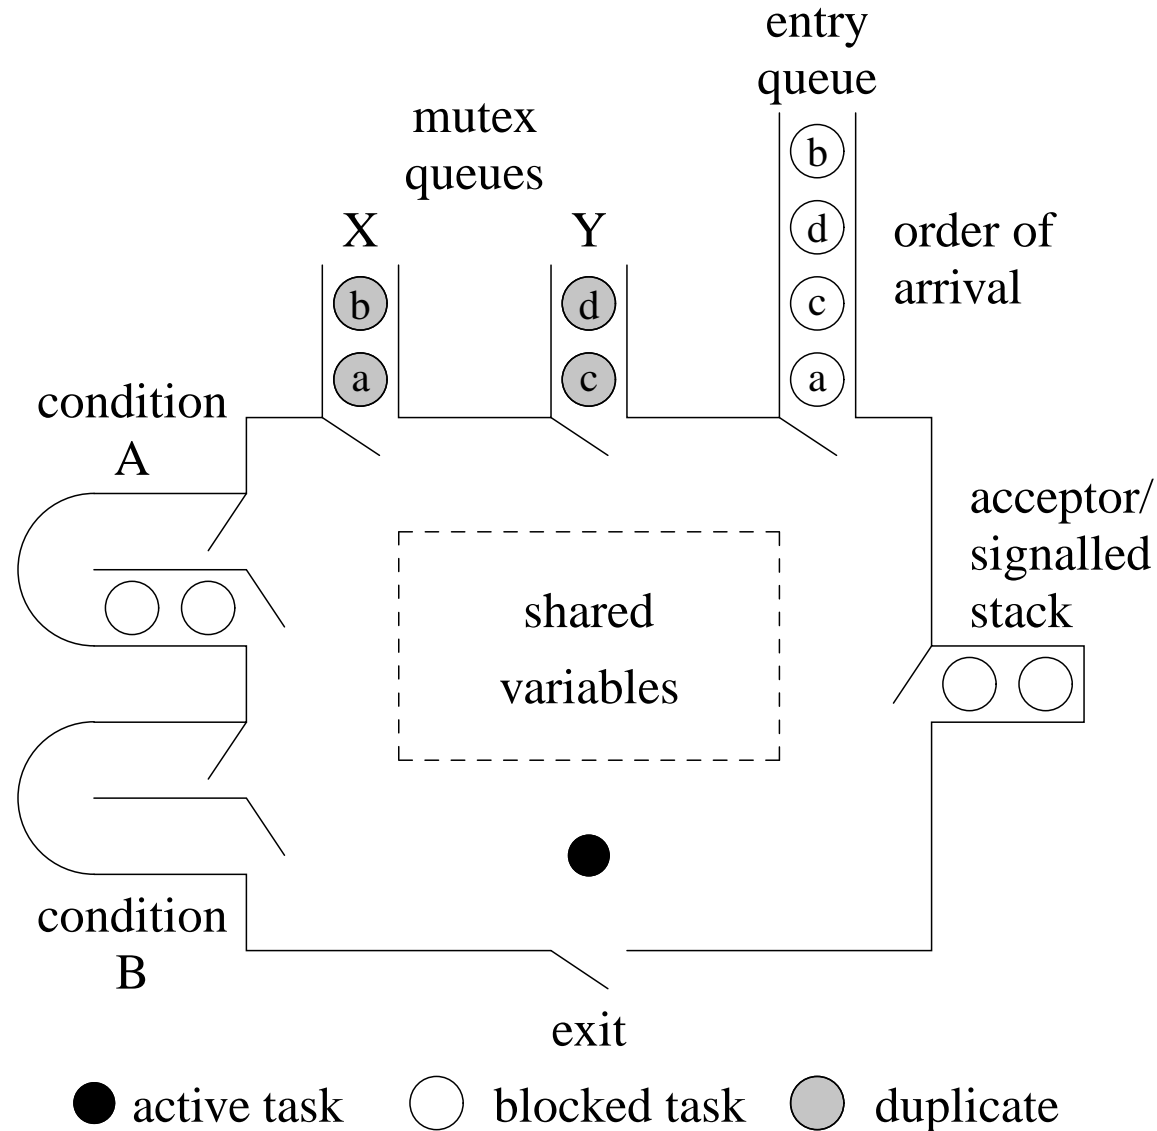 entry
queue
mutex
queues
X
Y
b
d
c
a
order of
arrival
b
a
d
c
condition
A
acceptor/
signalled
stack
shared
variables
condition
B
exit
active task
blocked task
duplicate